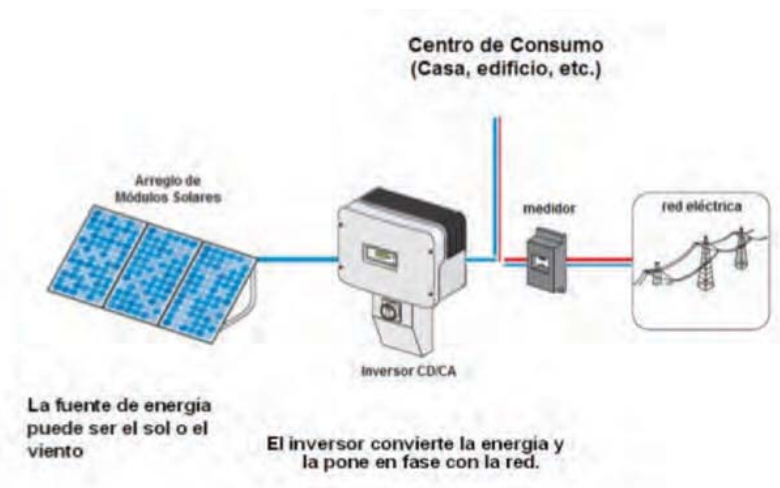 Centro de Consumo
(Casa, edificio, etc.)
Arreglo de
Módulos Solares
medidor
red eléctrica
Inversor CD/CA
La fuente de energía
puede ser el sol o el
viento
El inversor convierte la energia y
la pone en fase con la red.